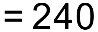 = 240